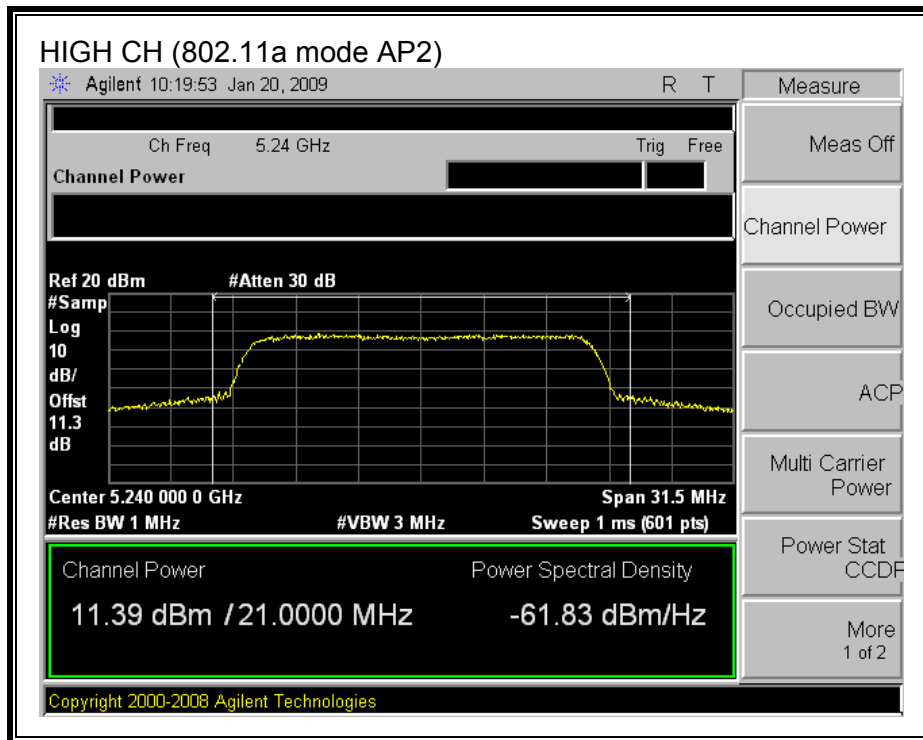 HIGH CH (802.11a mode AP2)
Agilent 10:19:53 Jan 20, 2009 R T
Measure
Ch Freq 5.24 GHz Trig Free
Meas Off
Channel Power
Channel Power
Ref 20 dBm #Atten 30 dB
#Samp
Log
10
dB/
Offst
11.3
dB
Occupied BW
ACP
Multi Carrier
Power
Center 5.240 000 0 GHz Span 31.5 MHz
#Res BW 1 MHz #VBW 3 MHz Sweep 1 ms (601 pts)
Power Stat
CCDF
Channel Power Power Spectral Density
11.39 dBm / 21.0000 MHz -61.83 dBm/Hz
More
1 of 2
Copyright 2000-2008 Agilent Technologies